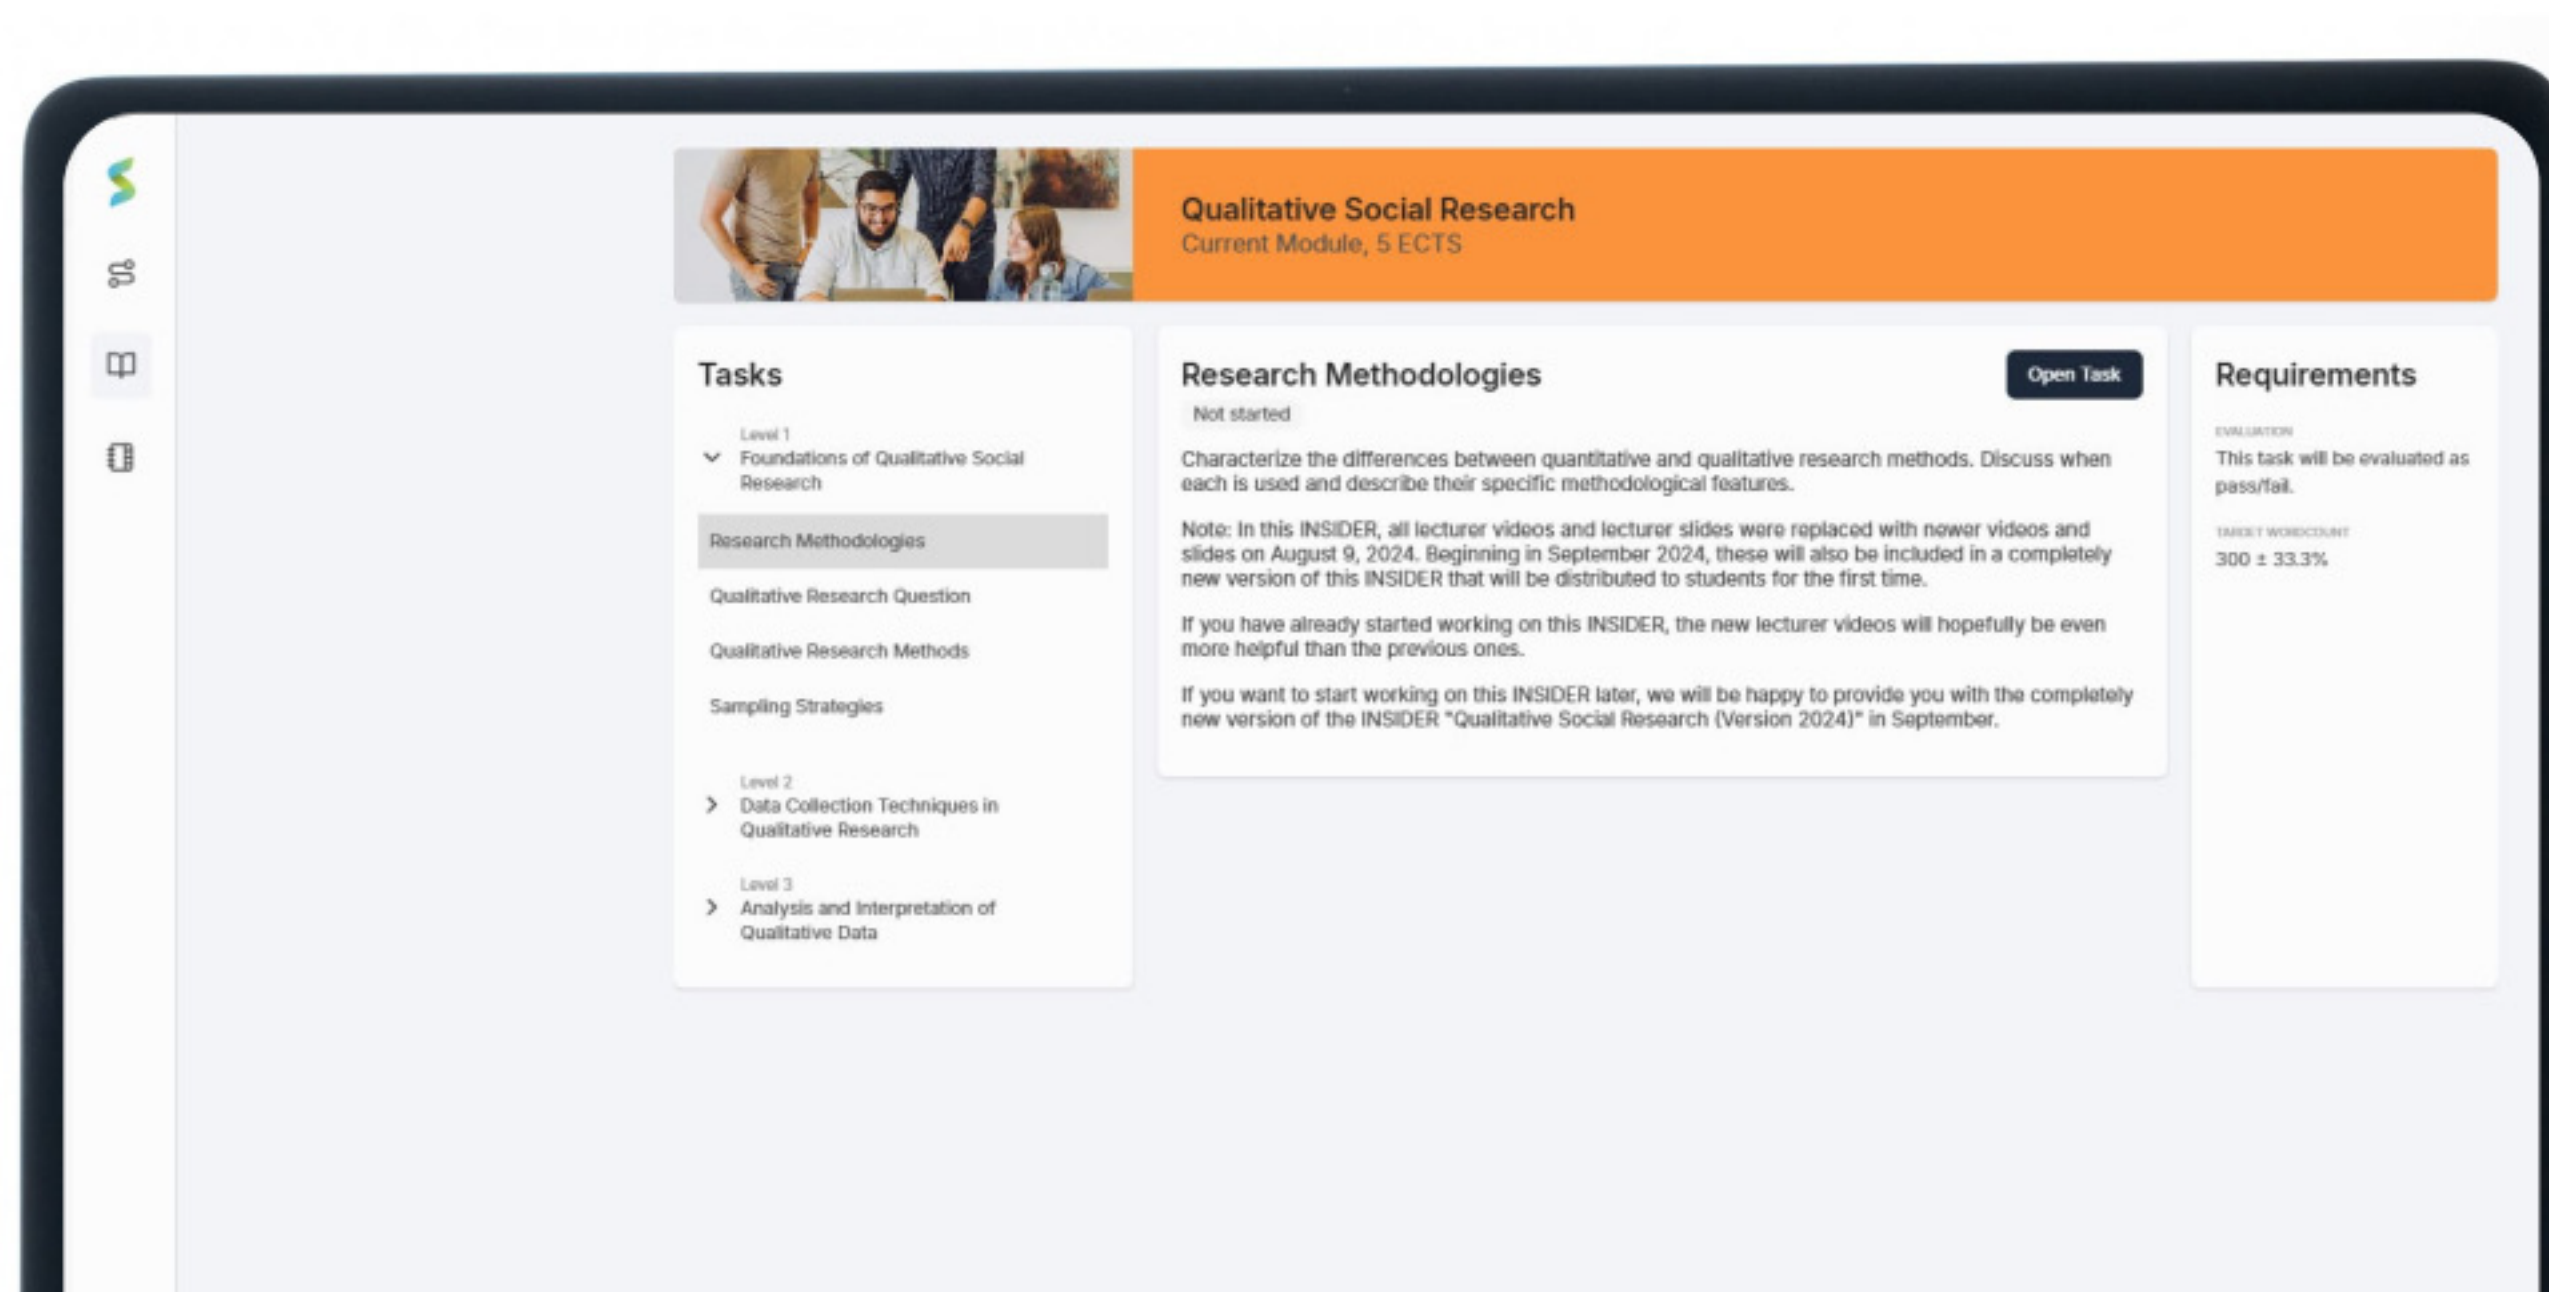 Qualitative Social Research
Current Module, 5 ECTS
Tasks
Level 1
Foundations of Qualitative Social
Research
Research Methodologies
Qualitative Research Question
Qualitative Research Methods
Sampling Strategies
Level 2
Data Collection Techniques in
Qualitative Research
Level 3
Analysis and Interpretation of
Qualitative Data
Research Methodologies
Open Task
Not started
Characterize the differences between quantitative and qualitative research methods. Discuss when
each is used and describe their specific methodological features.
Note: In this INSIDER, all lecturer videos and lecturer slides were replaced with newer videos and
slides on August 9, 2024. Beginning in September 2024, these will also be included in a completely
new version of this INSIDER that will be distributed to students for the first time.
If you have already started working on this INSIDER, the new lecturer videos will hopefully be even
more helpful than the previous ones.
If you want to start working on this INSIDER later, we will be happy to provide you with the completely
new version of the INSIDER "Qualitative Social Research (Version 2024)" in September.
Requirements
EVALUATION
This task will be evaluated as
pass/fail.
TARGET WORDCOUNT
300 ± 33.3%